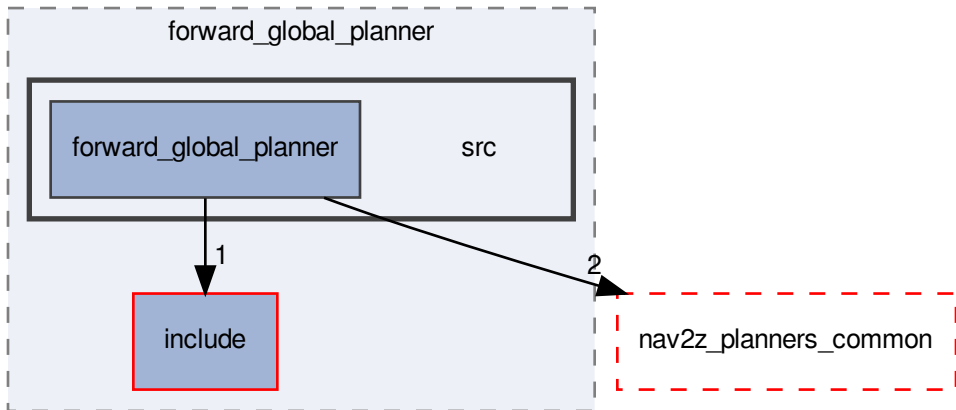 forward_global_planner
forward_global_planner
src
1
2
include
nav2z_planners_common